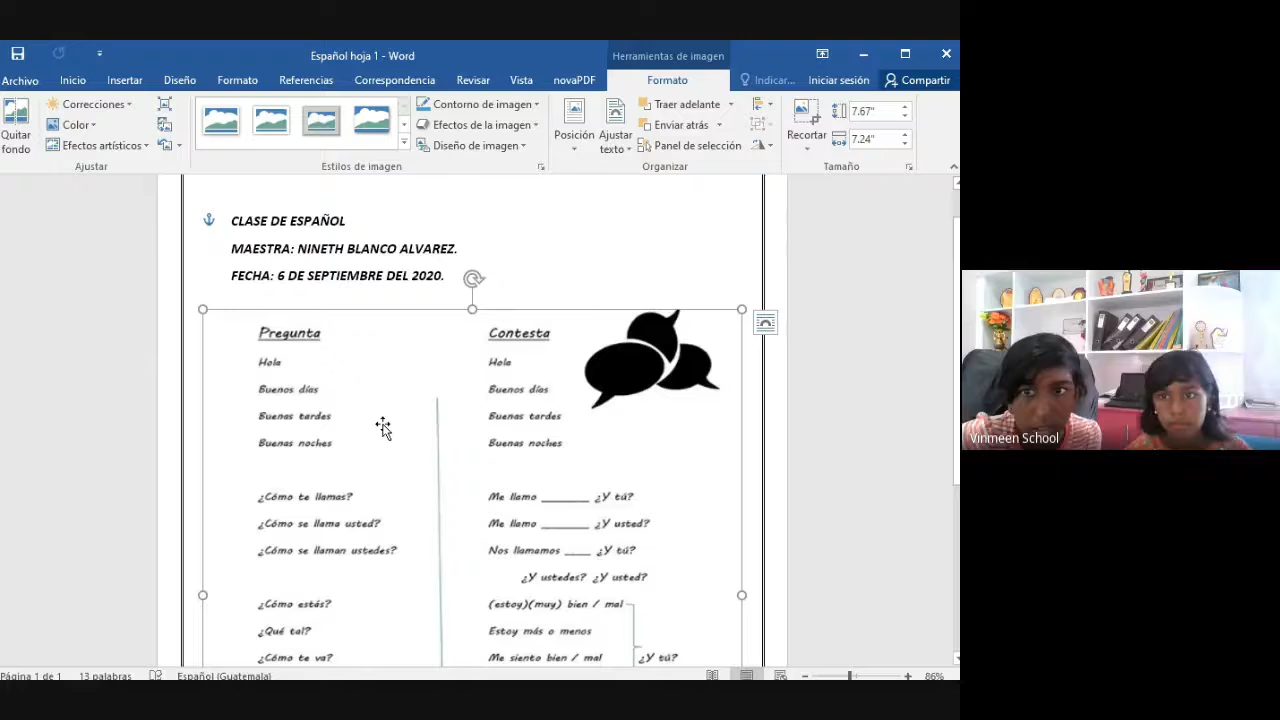 Español hoja 1 - Word
Herramientas de imagen
Archivo Inicio Insertar Diseño Formato Referencias Correspondencia Revisar Vista novaPDF Formato Indicar... Iniciar sesión Compartir
Quitar fondo
Correcciones
Color
Efectos artísticos
Ajustar
Contorno de imagen
Efectos de la imagen
Diseño de imagen
Estilos de imagen
Posición
Ajustar texto
Traer adelante
Enviar atrás
Panel de selección
Organizar
Recortar
7.67"
7.24"
Tamaño
CLASE DE ESPAÑOL
MAESTRA: NINETH BLANCO ALVAREZ.
FECHA: 6 DE SEPTIEMBRE DEL 2020.
Pregunta Contesta
Hola Hola
Buenos días Buenos días
Buenas tardes Buenas tardes
Buenas noches Buenas noches
¿Cómo te llamas? Me llamo ________ ¿Y tú?
¿Cómo se llama usted? Me llamo ________ ¿Y usted?
¿Cómo se llaman ustedes? Nos llamamos ____ ¿Y tú?
¿Y ustedes? ¿Y usted?
¿Cómo estás? (estoy)(muy) bien / mal
¿Qué tal? Estoy más o menos
¿Cómo te va? Me siento bien / mal ¿Y tú?
Página 1 de 1 13 palabras Español (Guatemala) 86%
Vinmeen School